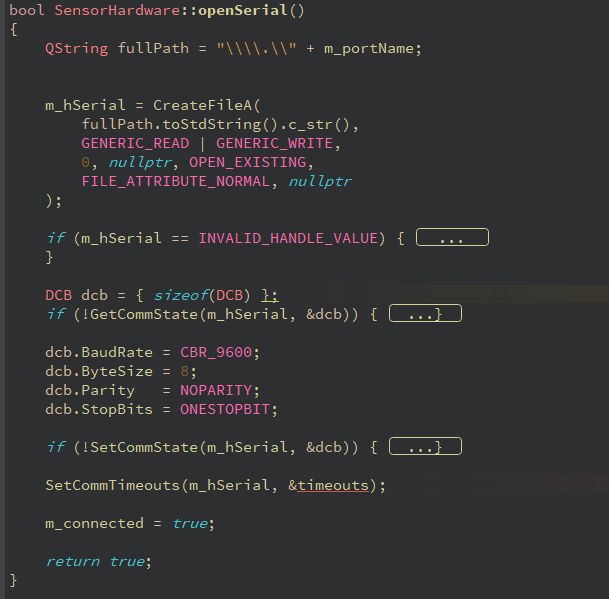 bool SensorHardware::openSerial()
{
QString fullPath = "\\\\.\\" + m_portName;
m_hSerial = CreateFileA(
fullPath.toStdString().c_str(),
GENERIC_READ | GENERIC_WRITE,
0, nullptr, OPEN_EXISTING,
FILE_ATTRIBUTE_NORMAL, nullptr
);
if (m_hSerial == INVALID_HANDLE_VALUE) { ...
}
DCB dcb = { sizeof(DCB) };
if (!GetCommState(m_hSerial, &dcb)) { ...}
dcb.BaudRate = CBR_9600;
dcb.ByteSize = 8;
dcb.Parity   = NOPARITY;
dcb.StopBits = ONESTOPBIT;
if (!SetCommState(m_hSerial, &dcb)) { ...}
SetCommTimeouts(m_hSerial, &timeouts);
m_connected = true;
return true;
}